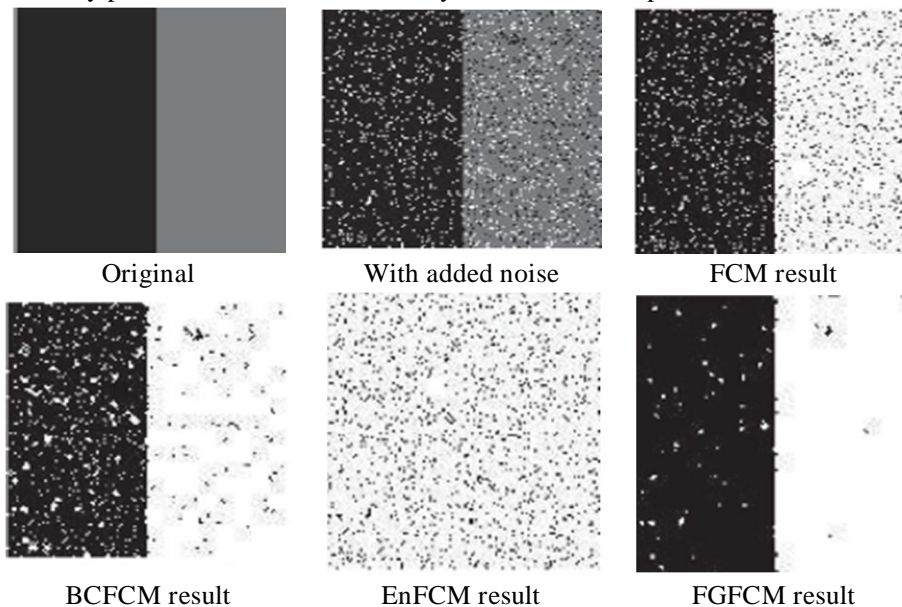 Original
With added noise
FCM result
BCFCM result
EnFCM result
FGFCM result